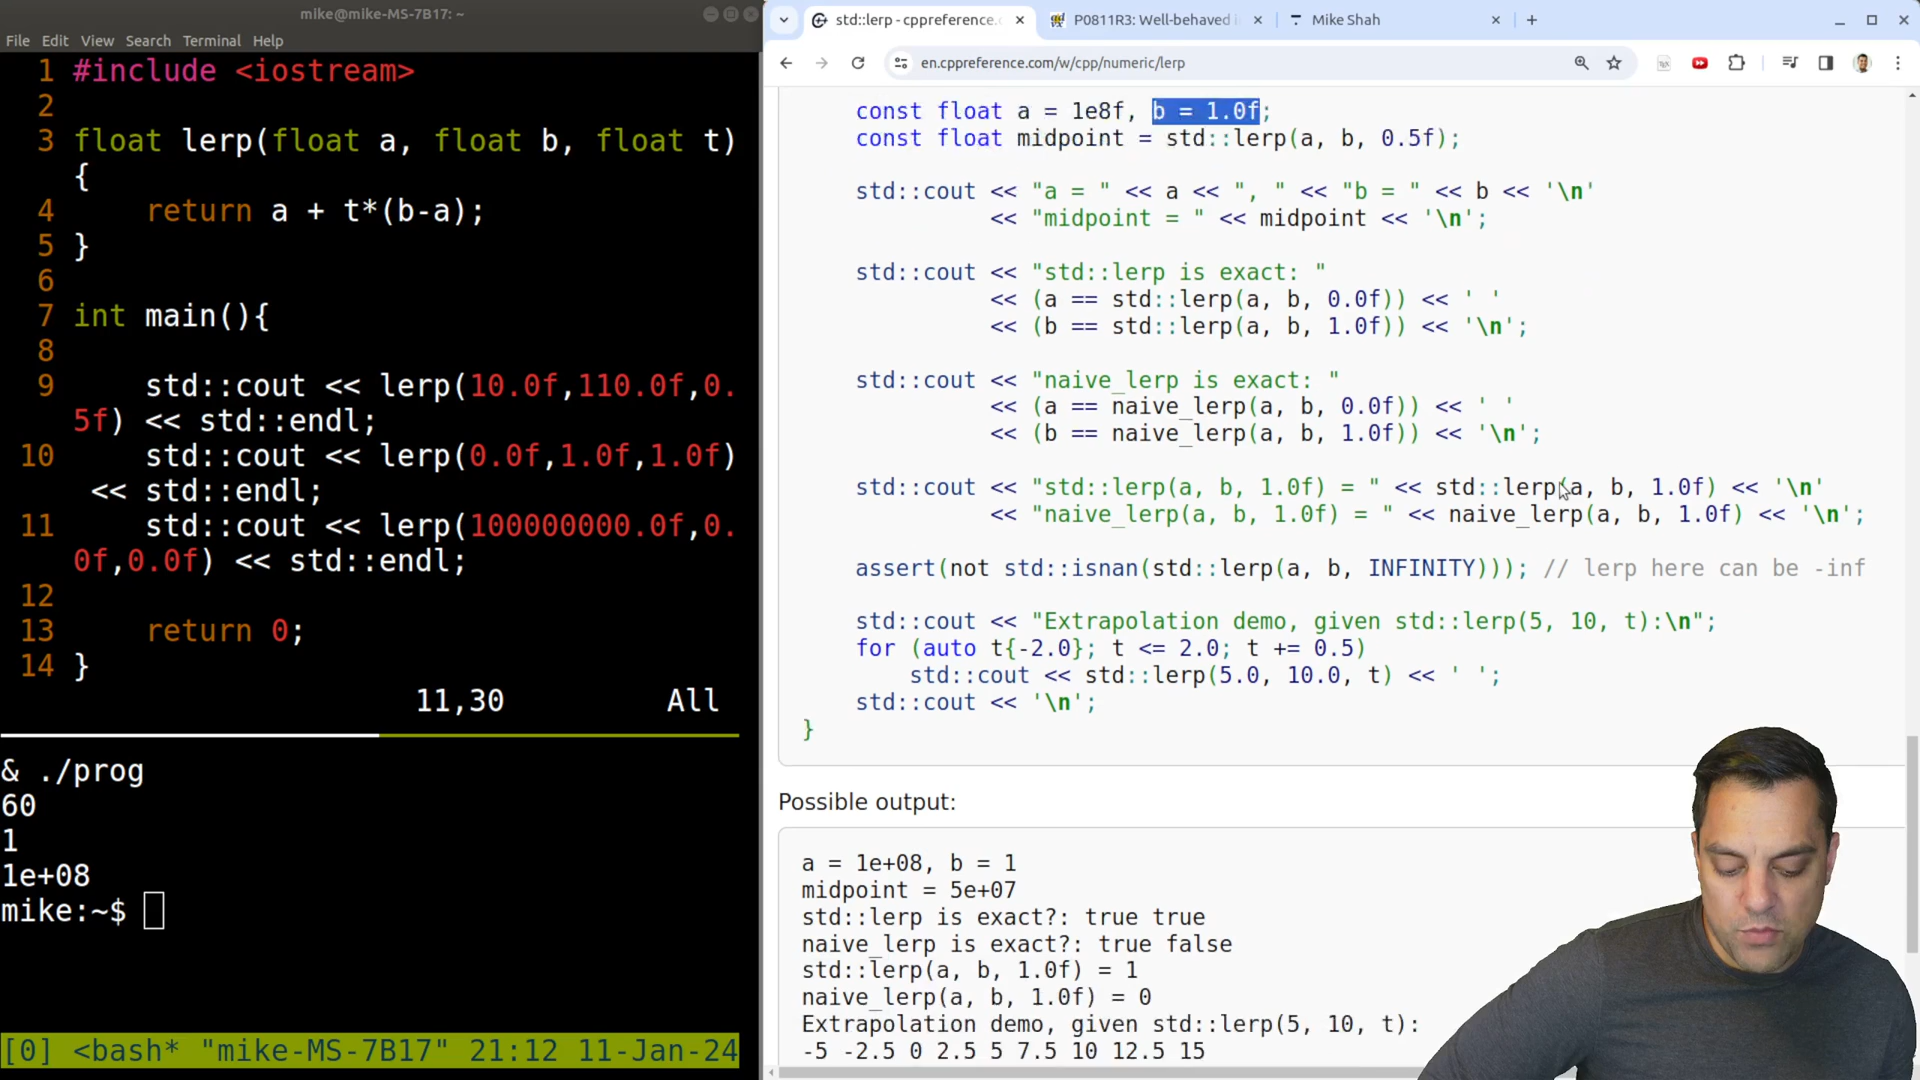 mike@mike-MS-7B17: ~
File Edit View Search Terminal Help
1 #include <iostream>
2
3 float lerp(float a, float b, float t)
{
4     return a + t*(b-a);
5 }
6
7 int main(){
8
9     std::cout << lerp(10.0f,110.0f,0.
5f) << std::endl;
10     std::cout << lerp(0.0f,1.0f,1.0f)
 << std::endl;
11     std::cout << lerp(100000000.0f,0.
0f,0.0f) << std::endl;
12
13     return 0;
14 }
11,30 All
& ./prog
60
1
1e+08
mike:~$
[0] <bash* "mike-MS-7B17" 21:12 11-Jan-24
std::lerp - cppreference.
P0811R3: Well-behaved i
Mike Shah
en.cppreference.com/w/cpp/numeric/lerp
const float a = 1e8f, b = 1.0f;
const float midpoint = std::lerp(a, b, 0.5f);
std::cout << "a = " << a << ", " << "b = " << b << '\n'
          << "midpoint = " << midpoint << '\n';
std::cout << "std::lerp is exact: "
          << (a == std::lerp(a, b, 0.0f)) << ' '
          << (b == std::lerp(a, b, 1.0f)) << '\n';
std::cout << "naive_lerp is exact: "
          << (a == naive_lerp(a, b, 0.0f)) << ' '
          << (b == naive_lerp(a, b, 1.0f)) << '\n';
std::cout << "std::lerp(a, b, 1.0f) = " << std::lerp(a, b, 1.0f) << '\n'
          << "naive_lerp(a, b, 1.0f) = " << naive_lerp(a, b, 1.0f) << '\n';
assert(not std::isnan(std::lerp(a, b, INFINITY))); // lerp here can be -inf
std::cout << "Extrapolation demo, given std::lerp(5, 10, t):\n";
for (auto t{-2.0}; t <= 2.0; t += 0.5)
    std::cout << std::lerp(5.0, 10.0, t) << ' ';
std::cout << '\n';
}
Possible output:
a = 1e+08, b = 1
midpoint = 5e+07
std::lerp is exact?: true true
naive_lerp is exact?: true false
std::lerp(a, b, 1.0f) = 1
naive_lerp(a, b, 1.0f) = 0
Extrapolation demo, given std::lerp(5, 10, t):
-5 -2.5 0 2.5 5 7.5 10 12.5 15